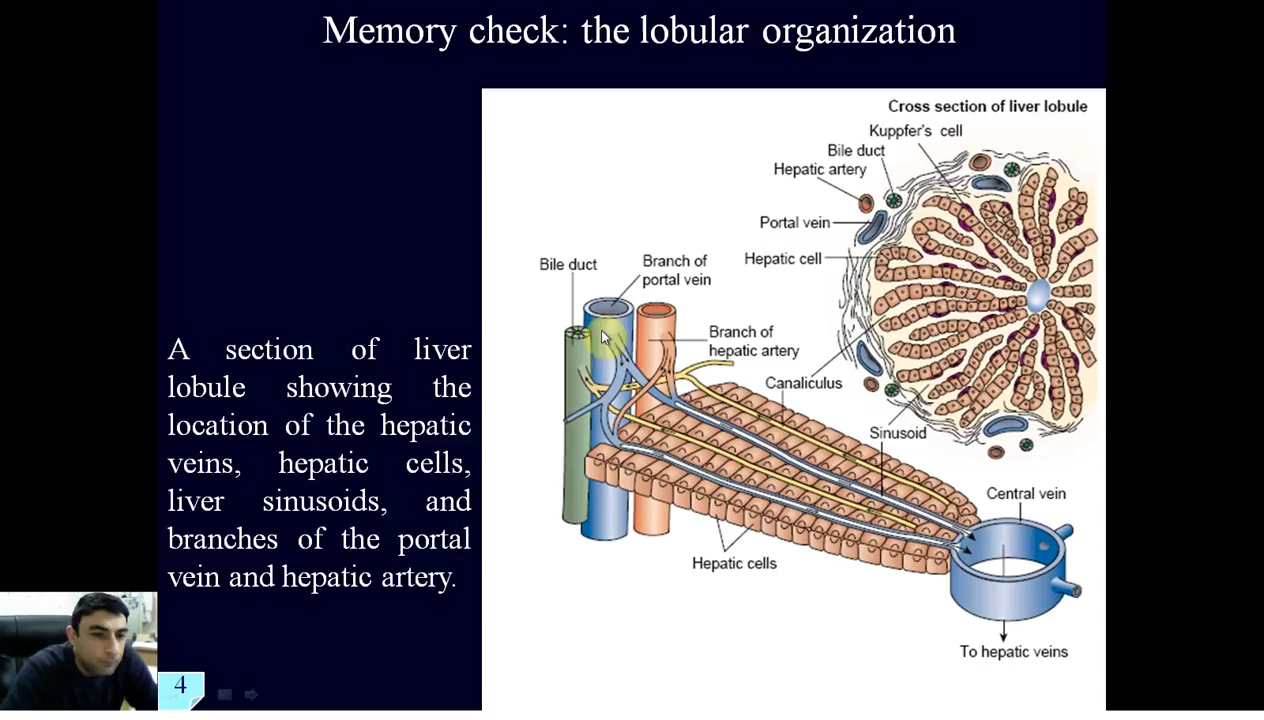 Memory check: the lobular organization
A section of liver
lobule showing the
location of the hepatic
veins, hepatic cells,
liver sinusoids, and
branches of the portal
vein and hepatic artery.
Cross section of liver lobule
Kuppfer's cell
Bile duct
Hepatic artery
Portal vein
Hepatic cell
Bile duct
Branch of
portal vein
Branch of
hepatic artery
Canaliculus
Sinusoid
Central vein
Hepatic cells
To hepatic veins
4